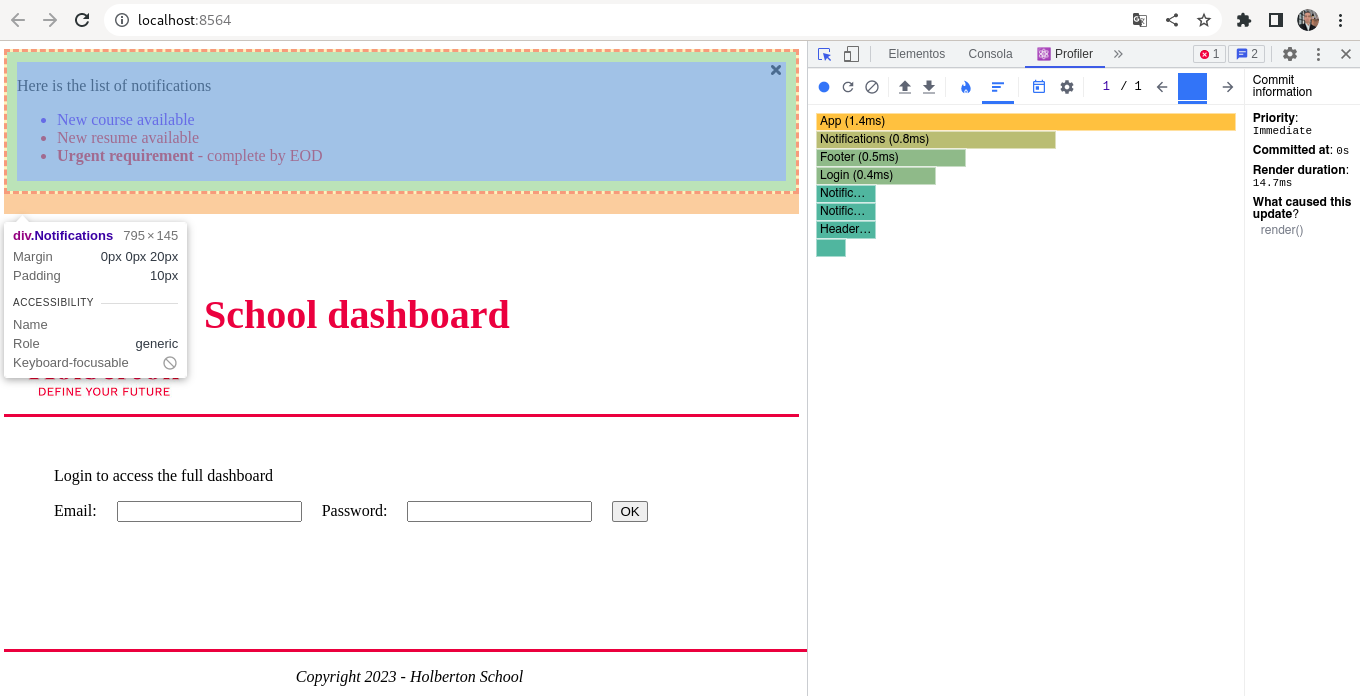 localhost:8564
Here is the list of notifications
New course available
New resume available
Urgent requirement - complete by EOD
div.Notifications 795 × 145
Margin 0px 0px 20px
Padding 10px
ACCESSIBILITY
Name
Role generic
Keyboard-focusable
School dashboard
DEFINE YOUR FUTURE
Login to access the full dashboard
Email: Password: OK
Copyright 2023 - Holberton School
Elementos Consola Profiler » 1 2
1 / 1
App (1.4ms)
Notifications (0.8ms)
Footer (0.5ms)
Login (0.4ms)
Notific…
Notific…
Header…
Commit
information
Priority:
Immediate
Committed at: 0s
Render duration:
14.7ms
What caused this
update?
render()